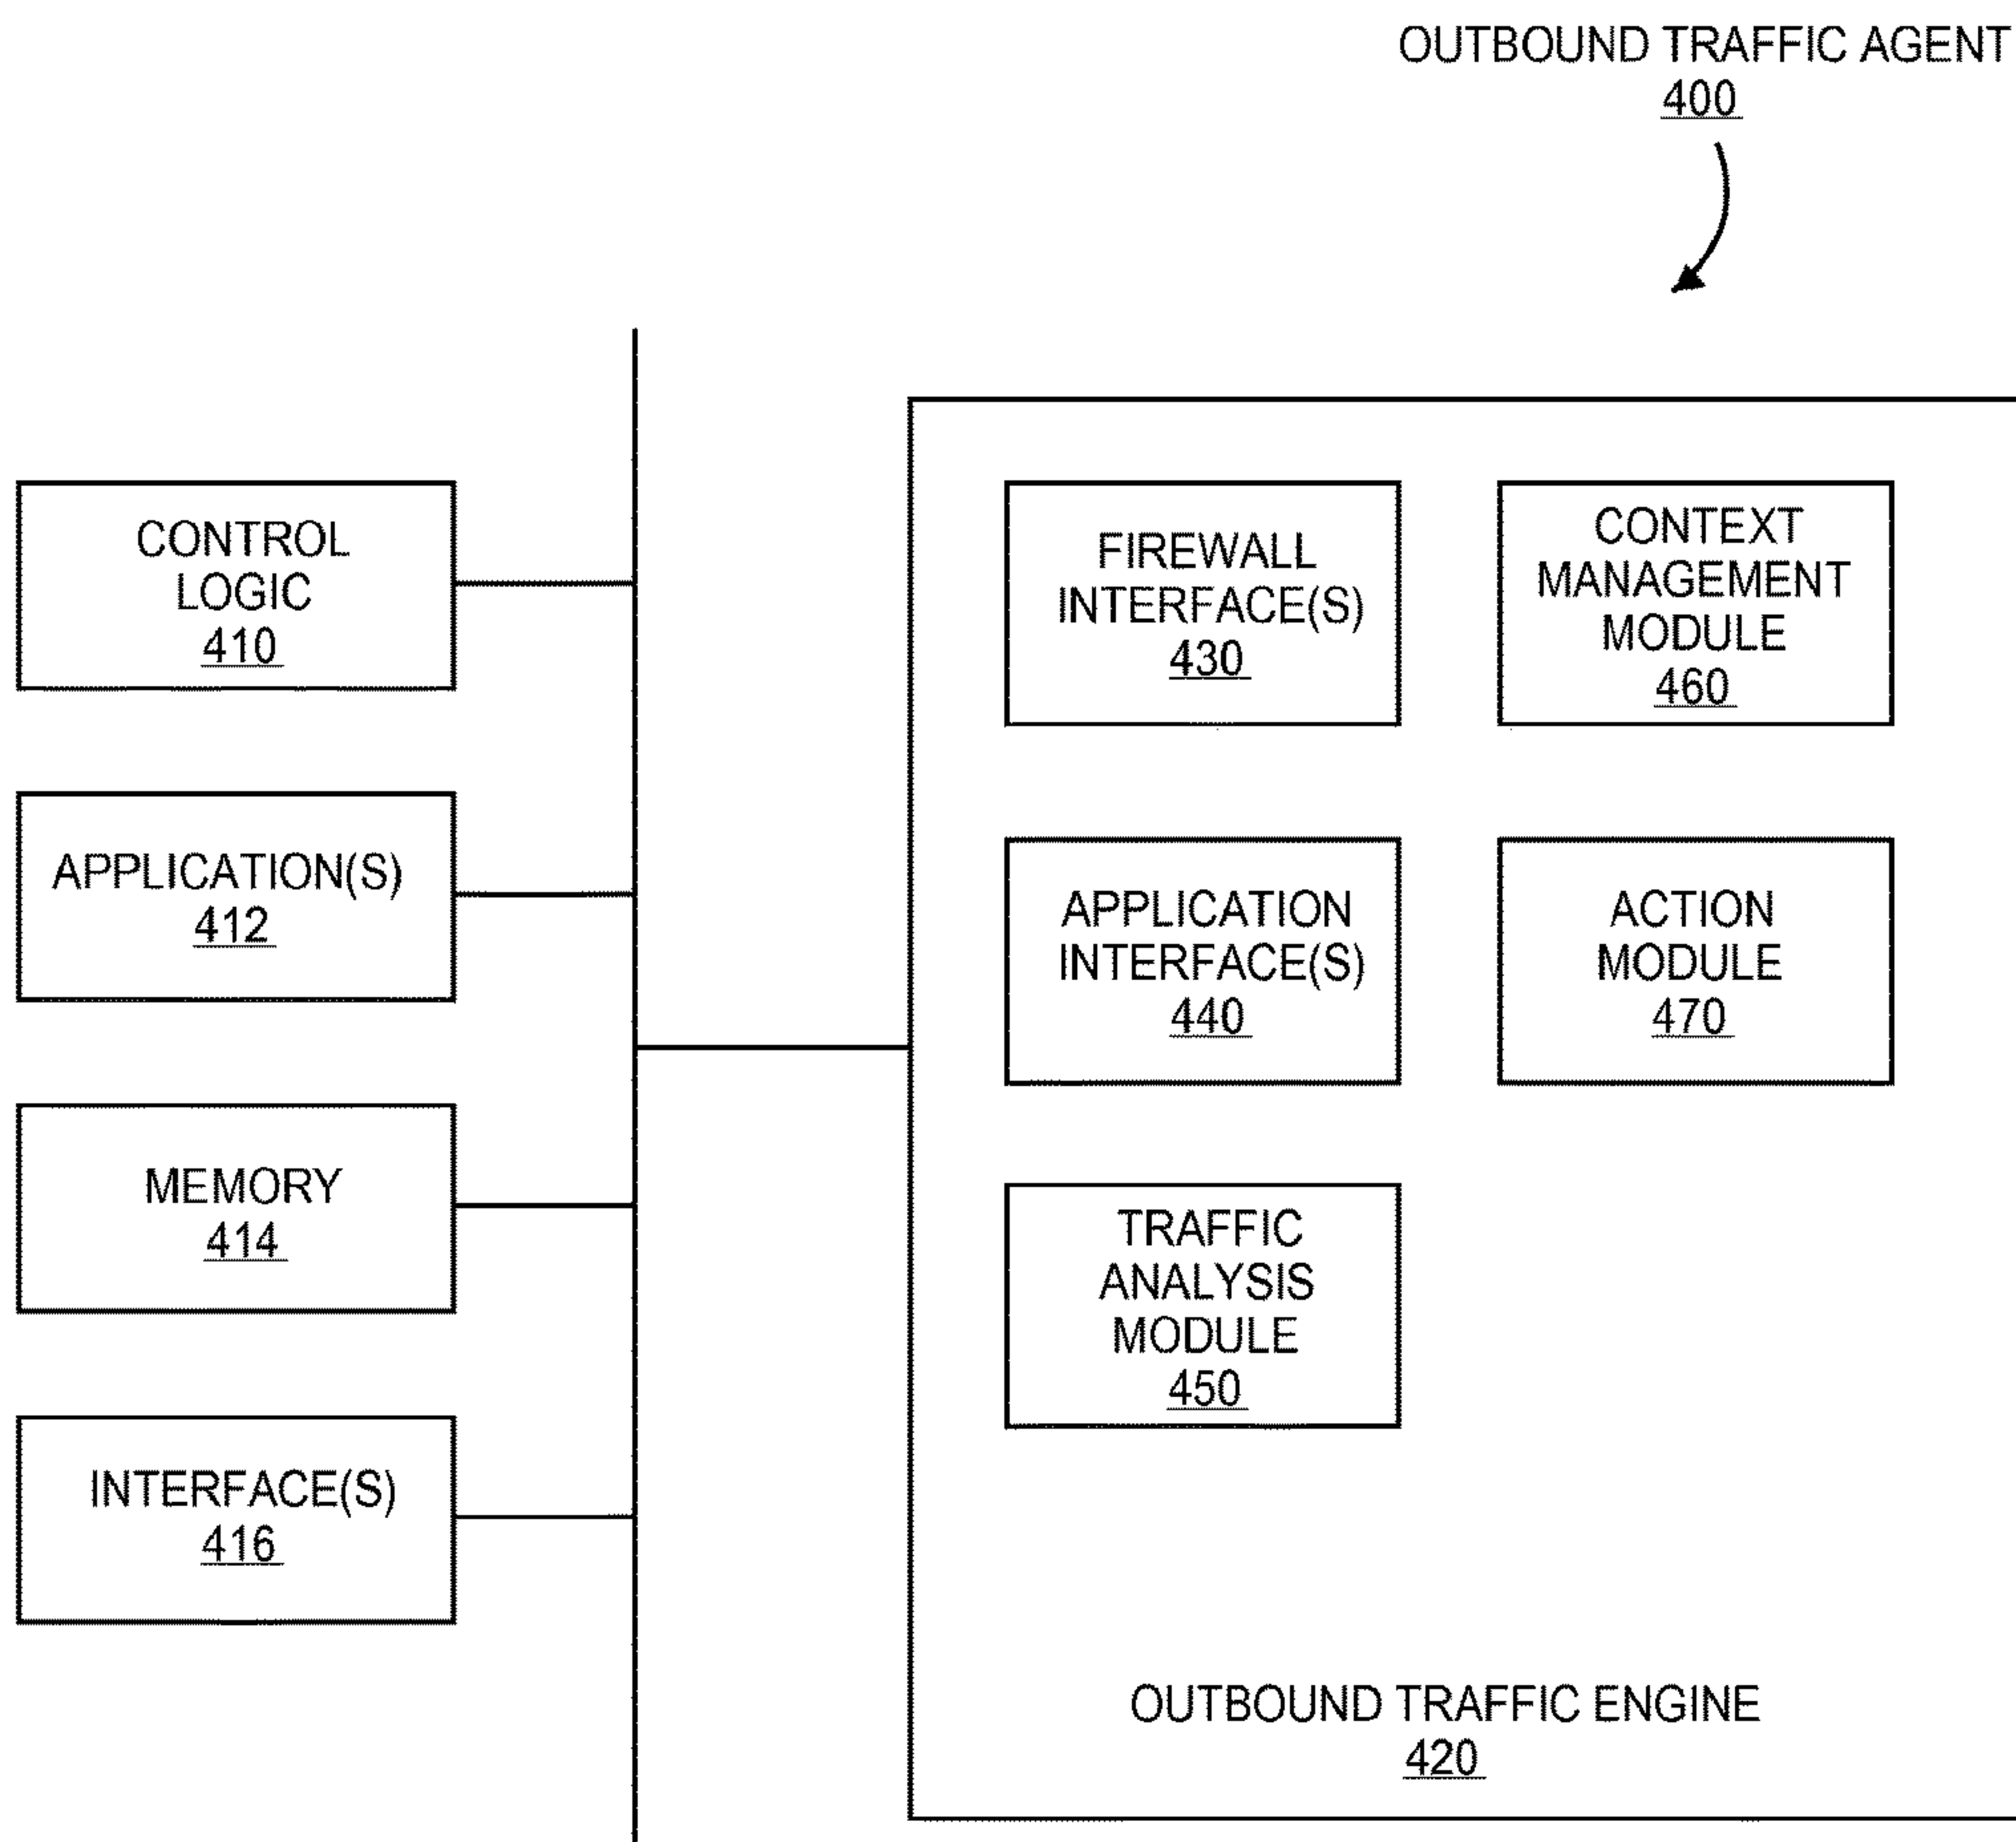 OUTBOUND TRAFFIC AGENT
400
CONTROL
LOGIC
410
APPLICATION(S)
412
MEMORY
414
INTERFACE(S)
416
FIREWALL
INTERFACE(S)
430
CONTEXT
MANAGEMENT
MODULE
460
APPLICATION
INTERFACE(S)
440
ACTION
MODULE
470
TRAFFIC
ANALYSIS
MODULE
450
OUTBOUND TRAFFIC ENGINE
420